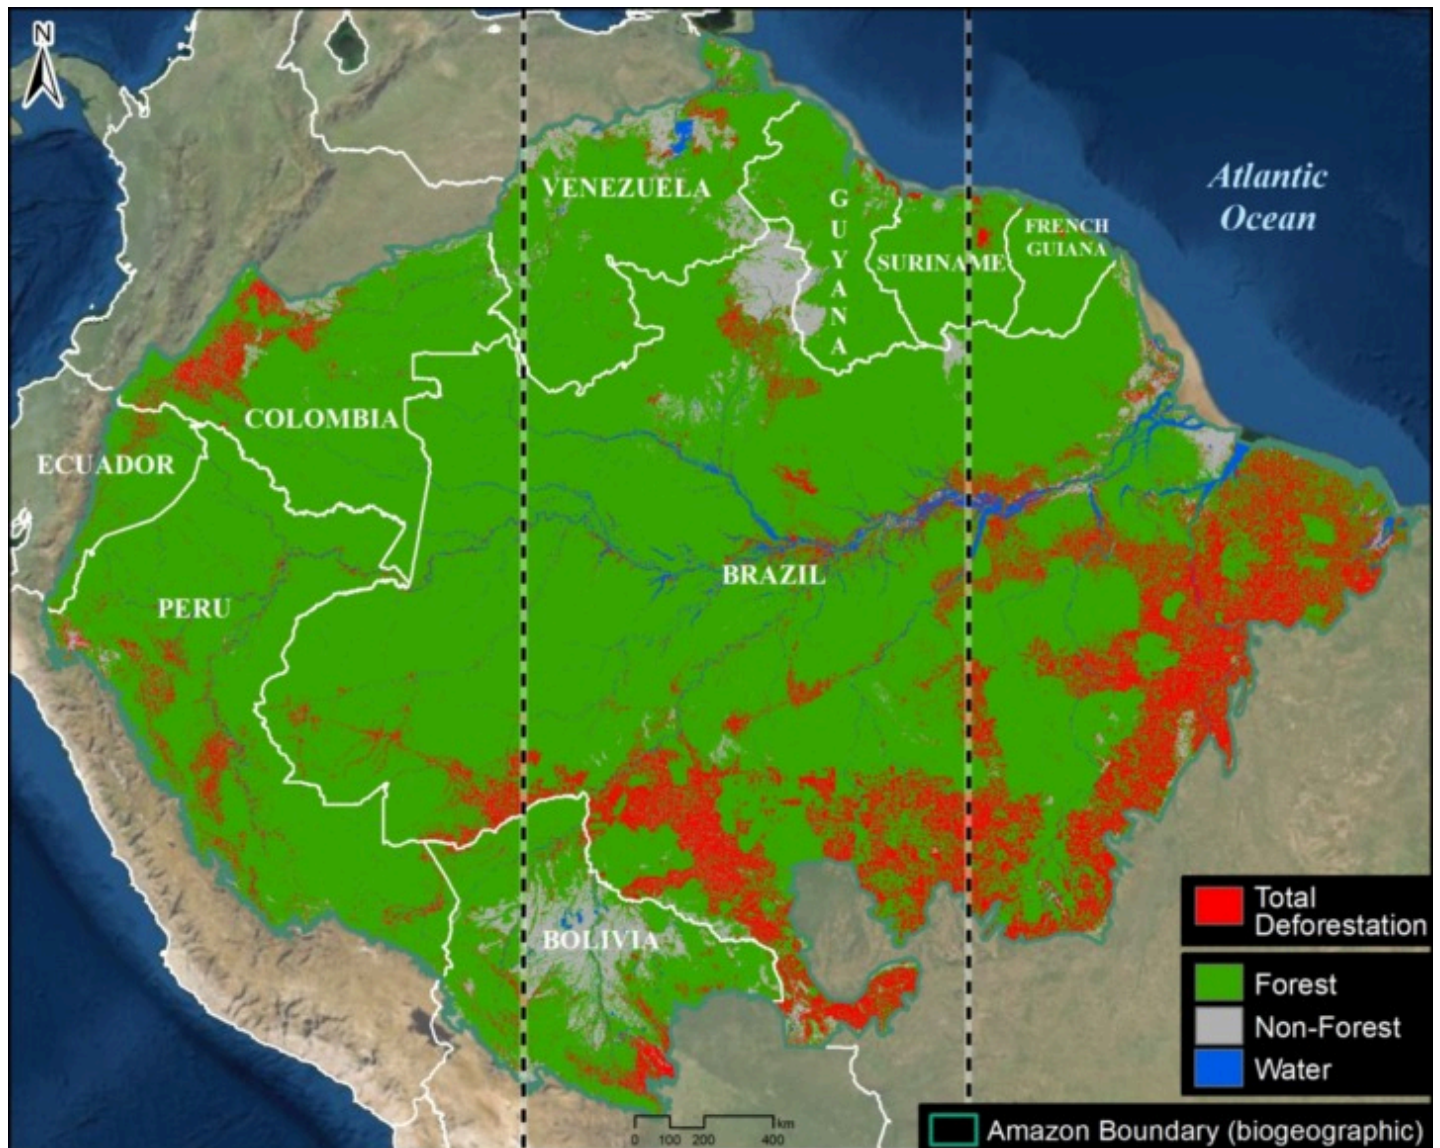 N
Atlantic
Ocean
VENEZUELA
GUYANA
FRENCH
GUIANA
SURINAME
COLOMBIA
ECUADOR
BRAZIL
PERU
BOLIVIA
Total
Deforestation
Forest
Non-Forest
Water
km
0 100 200 400
Amazon Boundary (biogeographic)